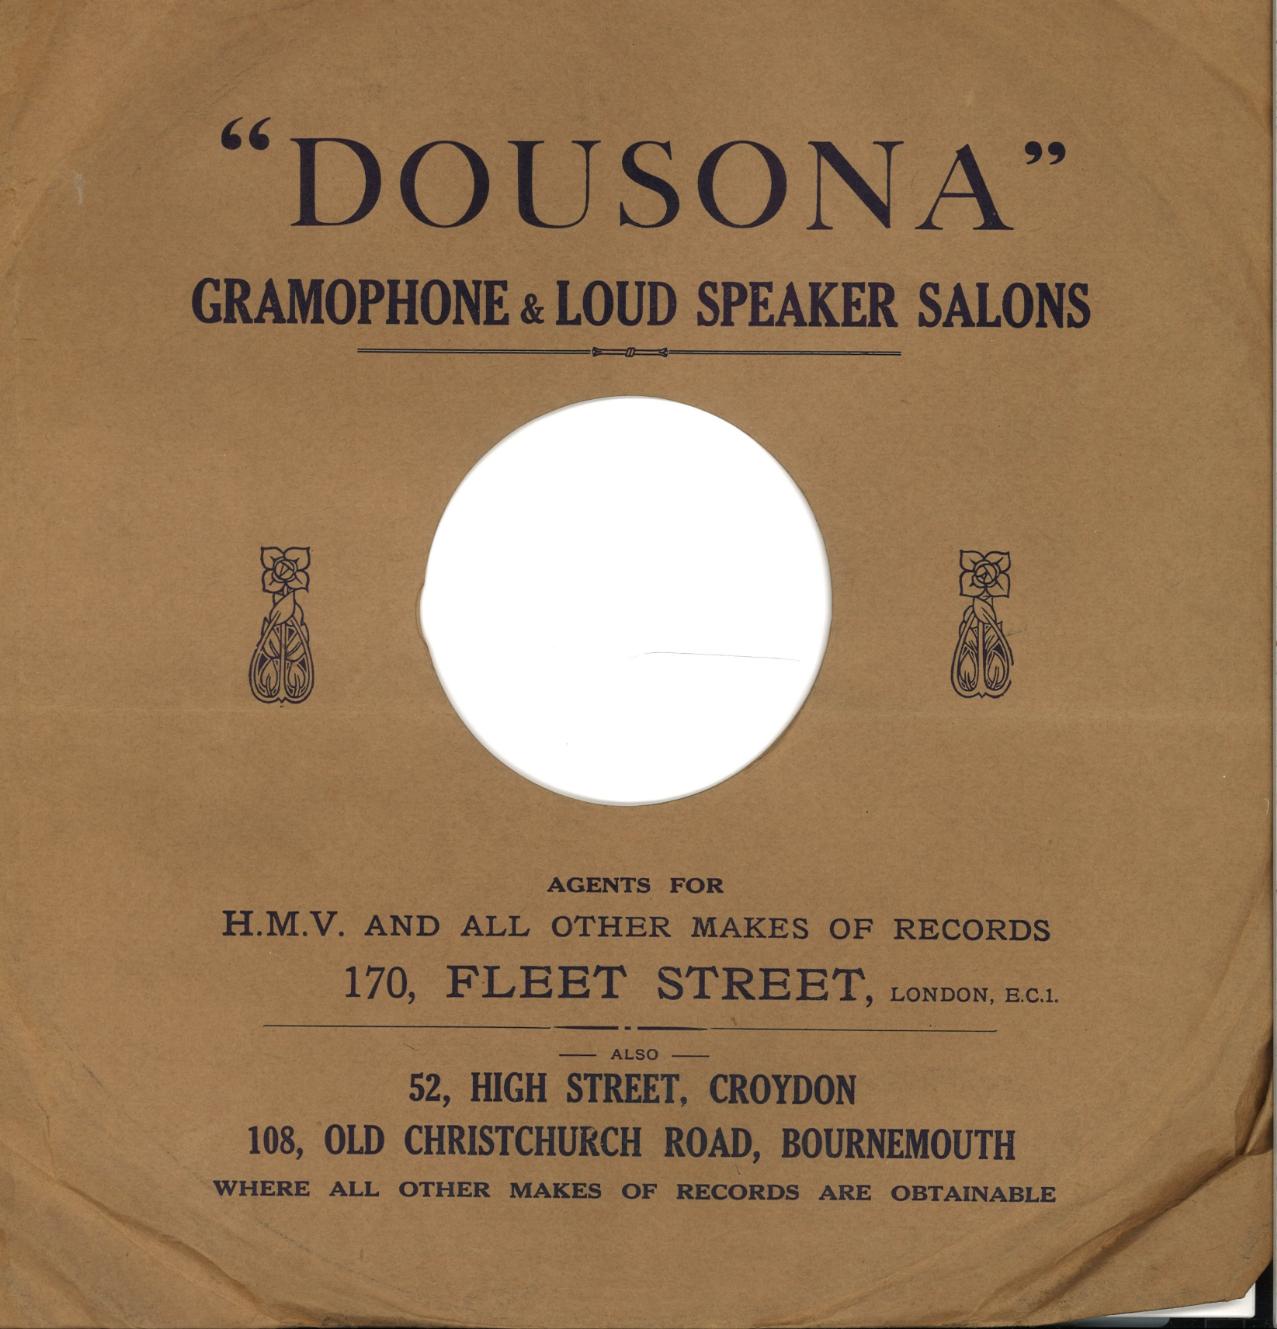 “DOUSONA”
GRAMOPHONE & LOUD SPEAKER SALONS
AGENTS FOR
H.M.V. AND ALL OTHER MAKES OF RECORDS
170, FLEET STREET, LONDON, E.C.1.
ALSO
52, HIGH STREET, CROYDON
108, OLD CHRISTCHURCH ROAD, BOURNEMOUTH
WHERE ALL OTHER MAKES OF RECORDS ARE OBTAINABLE